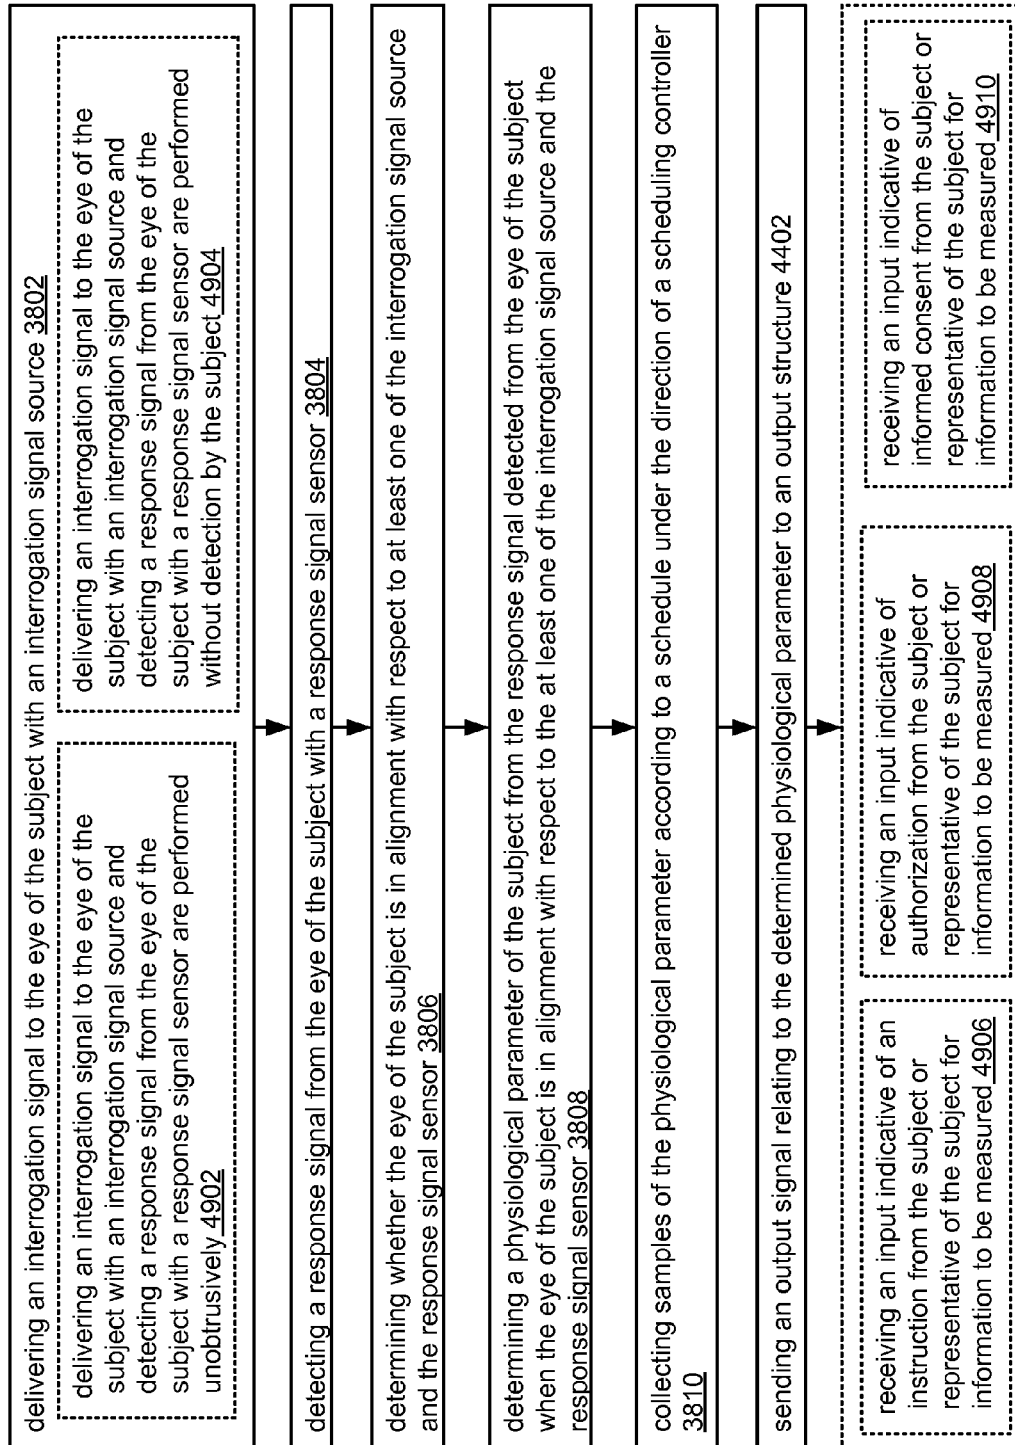 delivering an interrogation signal to the eye of the subject with an interrogation signal source 3802
delivering an interrogation signal to the eye of the
subject with an interrogation signal source and
detecting a response signal from the eye of the
subject with a response signal sensor are performed
unobtrusively 4902
delivering an interrogation signal to the eye of the
subject with an interrogation signal source and
detecting a response signal from the eye of the
subject with a response signal sensor are performed
without detection by the subject 4904
detecting a response signal from the eye of the subject with a response signal sensor 3804
determining whether the eye of the subject is in alignment with respect to at least one of the interrogation signal source
and the response signal sensor 3806
determining a physiological parameter of the subject from the response signal detected from the eye of the subject
when the eye of the subject is in alignment with respect to the at least one of the interrogation signal source and the
response signal sensor 3808
collecting samples of the physiological parameter according to a schedule under the direction of a scheduling controller
3810
sending an output signal relating to the determined physiological parameter to an output structure 4402
receiving an input indicative of an
instruction from the subject or
representative of the subject for
information to be measured 4906
receiving an input indicative of
authorization from the subject or
representative of the subject for
information to be measured 4908
receiving an input indicative of
informed consent from the subject or
representative of the subject for
information to be measured 4910